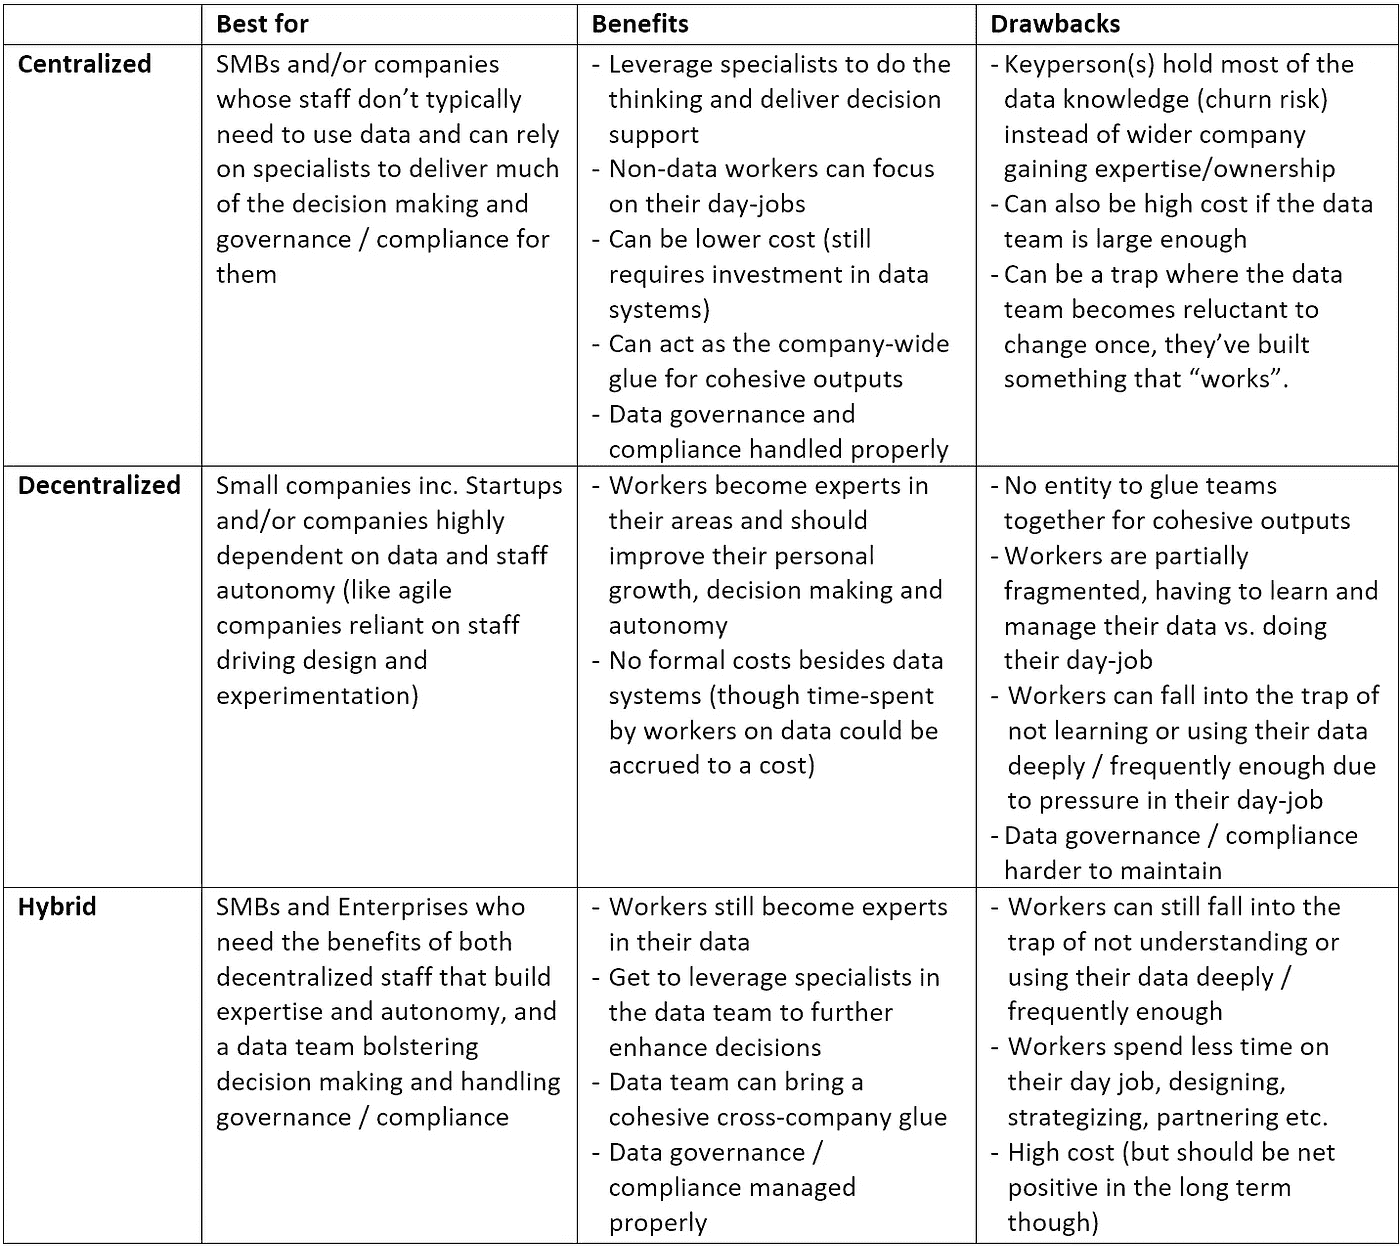 Best for
Benefits
Drawbacks
Centralized
SMBs and/or companies
whose staff don’t typically
need to use data and can rely
on specialists to deliver much
of the decision making and
governance / compliance for
them
- Leverage specialists to do the
thinking and deliver decision
support
- Non-data workers can focus
on their day-jobs
- Can be lower cost (still
requires investment in data
systems)
- Can act as the company-wide
glue for cohesive outputs
- Data governance and
compliance handled properly
- Keyperson(s) hold most of the
data knowledge (churn risk)
instead of wider company
gaining expertise/ownership
- Can also be high cost if the data
team is large enough
- Can be a trap where the data
team becomes reluctant to
change once, they’ve built
something that “works”.
Decentralized
Small companies inc. Startups
and/or companies highly
dependent on data and staff
autonomy (like agile
companies reliant on staff
driving design and
experimentation)
- Workers become experts in
their areas and should
improve their personal
growth, decision making and
autonomy
- No formal costs besides data
systems (though time-spent
by workers on data could be
accrued to a cost)
- No entity to glue teams
together for cohesive outputs
- Workers are partially
fragmented, having to learn and
manage their data vs. doing
their day-job
- Workers can fall into the trap of
not learning or using their data
deeply / frequently enough due
to pressure in their day-job
- Data governance / compliance
harder to maintain
Hybrid
SMBs and Enterprises who
need the benefits of both
decentralized staff that build
expertise and autonomy, and
a data team bolstering
decision making and handling
governance / compliance
- Workers still become experts
in their data
- Get to leverage specialists in
the data team to further
enhance decisions
- Data team can bring a
cohesive cross-company glue
- Data governance /
compliance managed
properly
- Workers can still fall into the
trap of not understanding or
using their data deeply /
frequently enough
- Workers spend less time on
their day job, designing,
strategizing, partnering etc.
- High cost (but should be net
positive in the long term
though)